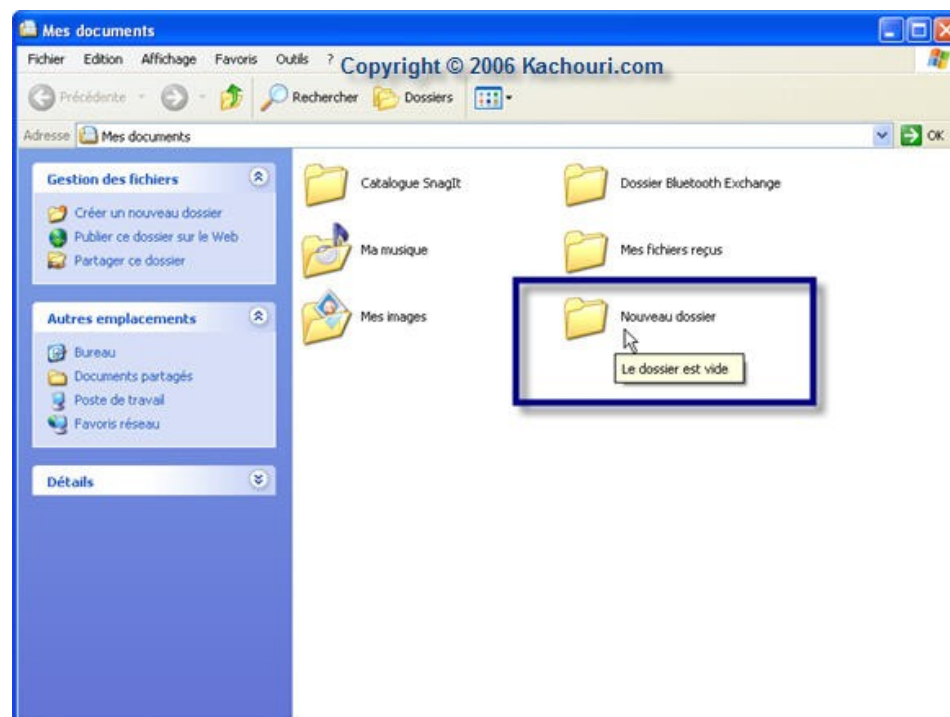 Mes documents
Fichier Edition Affichage Favoris Outils ?
Copyright © 2006 Kachouri.com
Précédente Rechercher Dossiers
Adresse Mes documents OK
Gestion des fichiers
Créer un nouveau dossier
Publier ce dossier sur le Web
Partager ce dossier
Autres emplacements
Bureau
Documents partagés
Poste de travail
Favoris réseau
Détails
Catalogue SnagIt
Dossier Bluetooth Exchange
Ma musique
Mes fichiers reçus
Mes images
Nouveau dossier
Le dossier est vide